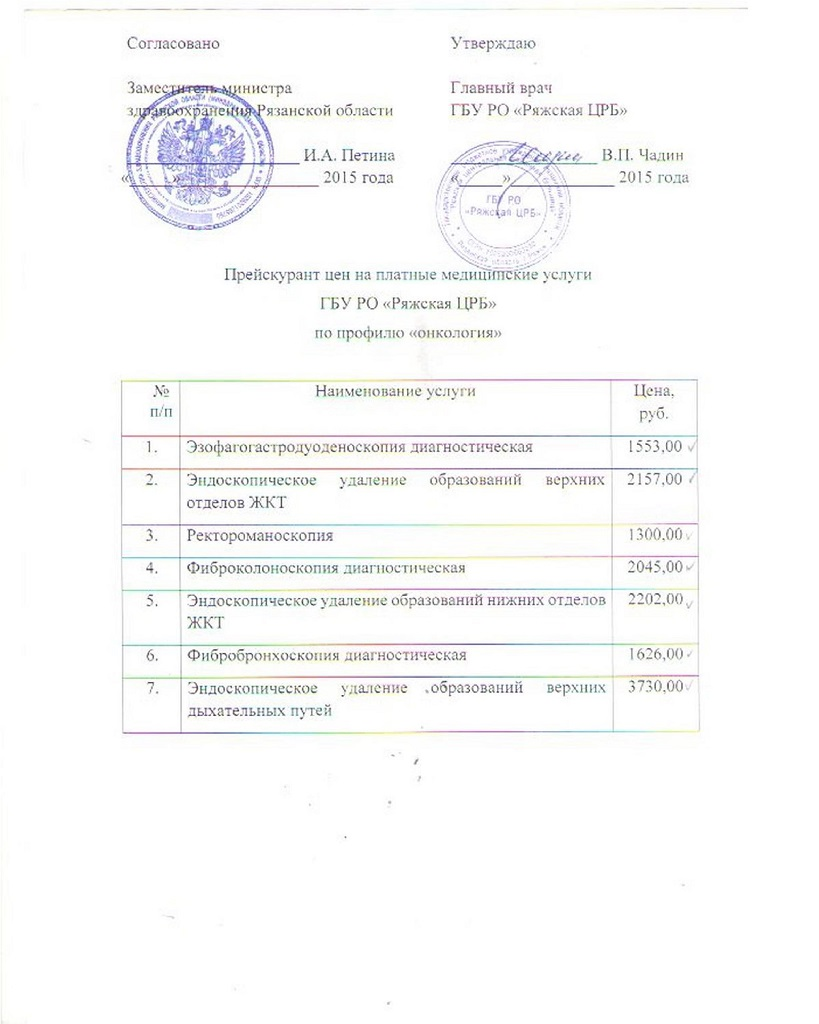 Согласовано
Утверждаю
Заместитель министра
здравоохранения Рязанской области
Главный врач
ГБУ РО «Ряжская ЦРБ»
И.А. Петина
« » 2015 года
В.П. Чадин
« » 2015 года
ГБУ РО
«Ряжская ЦРБ»
Прейскурант цен на платные медицинские услуги
ГБУ РО «Ряжская ЦРБ»
по профилю «онкология»
№ Наименование услуги Цена,
п/п руб.
1. Эзофагогастродуоденоскопия диагностическая 1553,00
2. Эндоскопическое удаление образований верхних 2157,00
отделов ЖКТ
3. Ректороманоскопия 1300,00
4. Фиброколоноскопия диагностическая 2045,00
5. Эндоскопическое удаление образований нижних отделов 2202,00
ЖКТ
6. Фибробронхоскопия диагностическая 1626,00
7. Эндоскопическое удаление образований верхних 3730,00
дыхательных путей